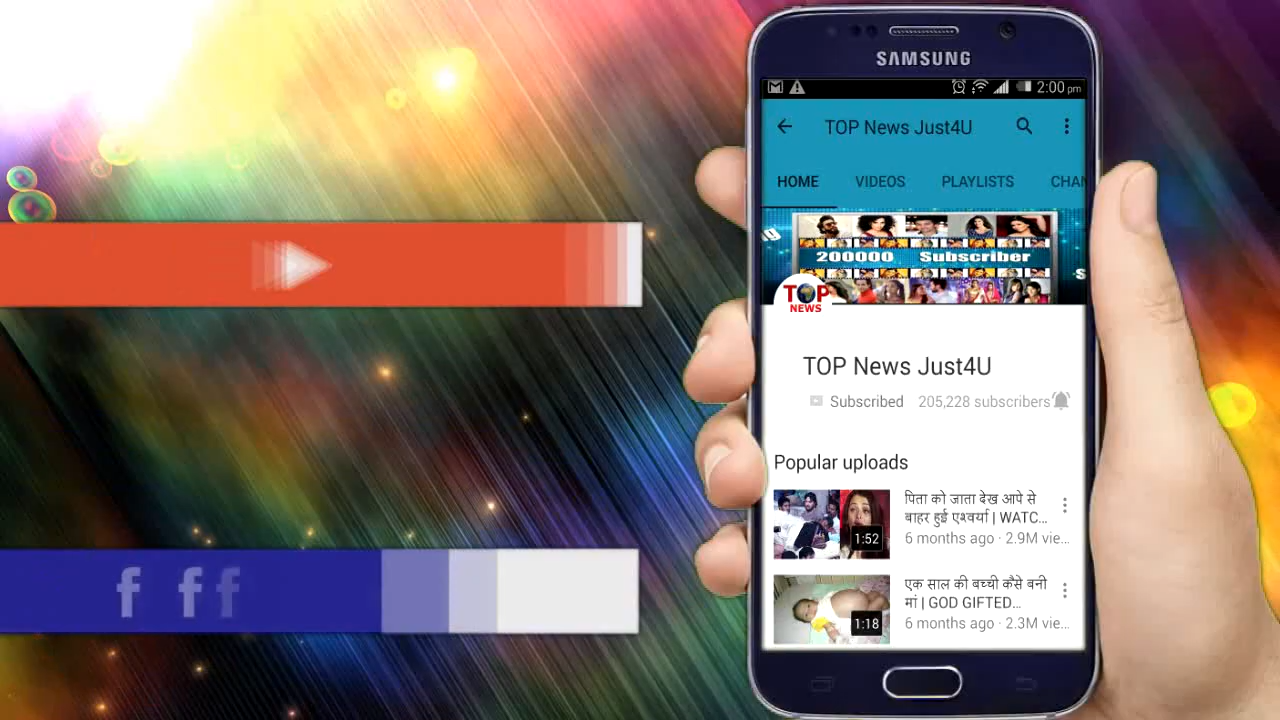 SAMSUNG
2:00 pm
TOP News Just4U
HOME VIDEOS PLAYLISTS CHAN
200000 Subscriber
TOP
NEWS
TOP News Just4U
Subscribed 205,228 subscribers
Popular uploads
पिता को जाता देख आपे से
बाहर हुई एश्वर्या | WATC...
6 months ago · 2.9M vie...
1:52
एक साल की बच्ची कैसे बनी
मां | GOD GIFTED...
6 months ago · 2.3M vie...
1:18
f f f